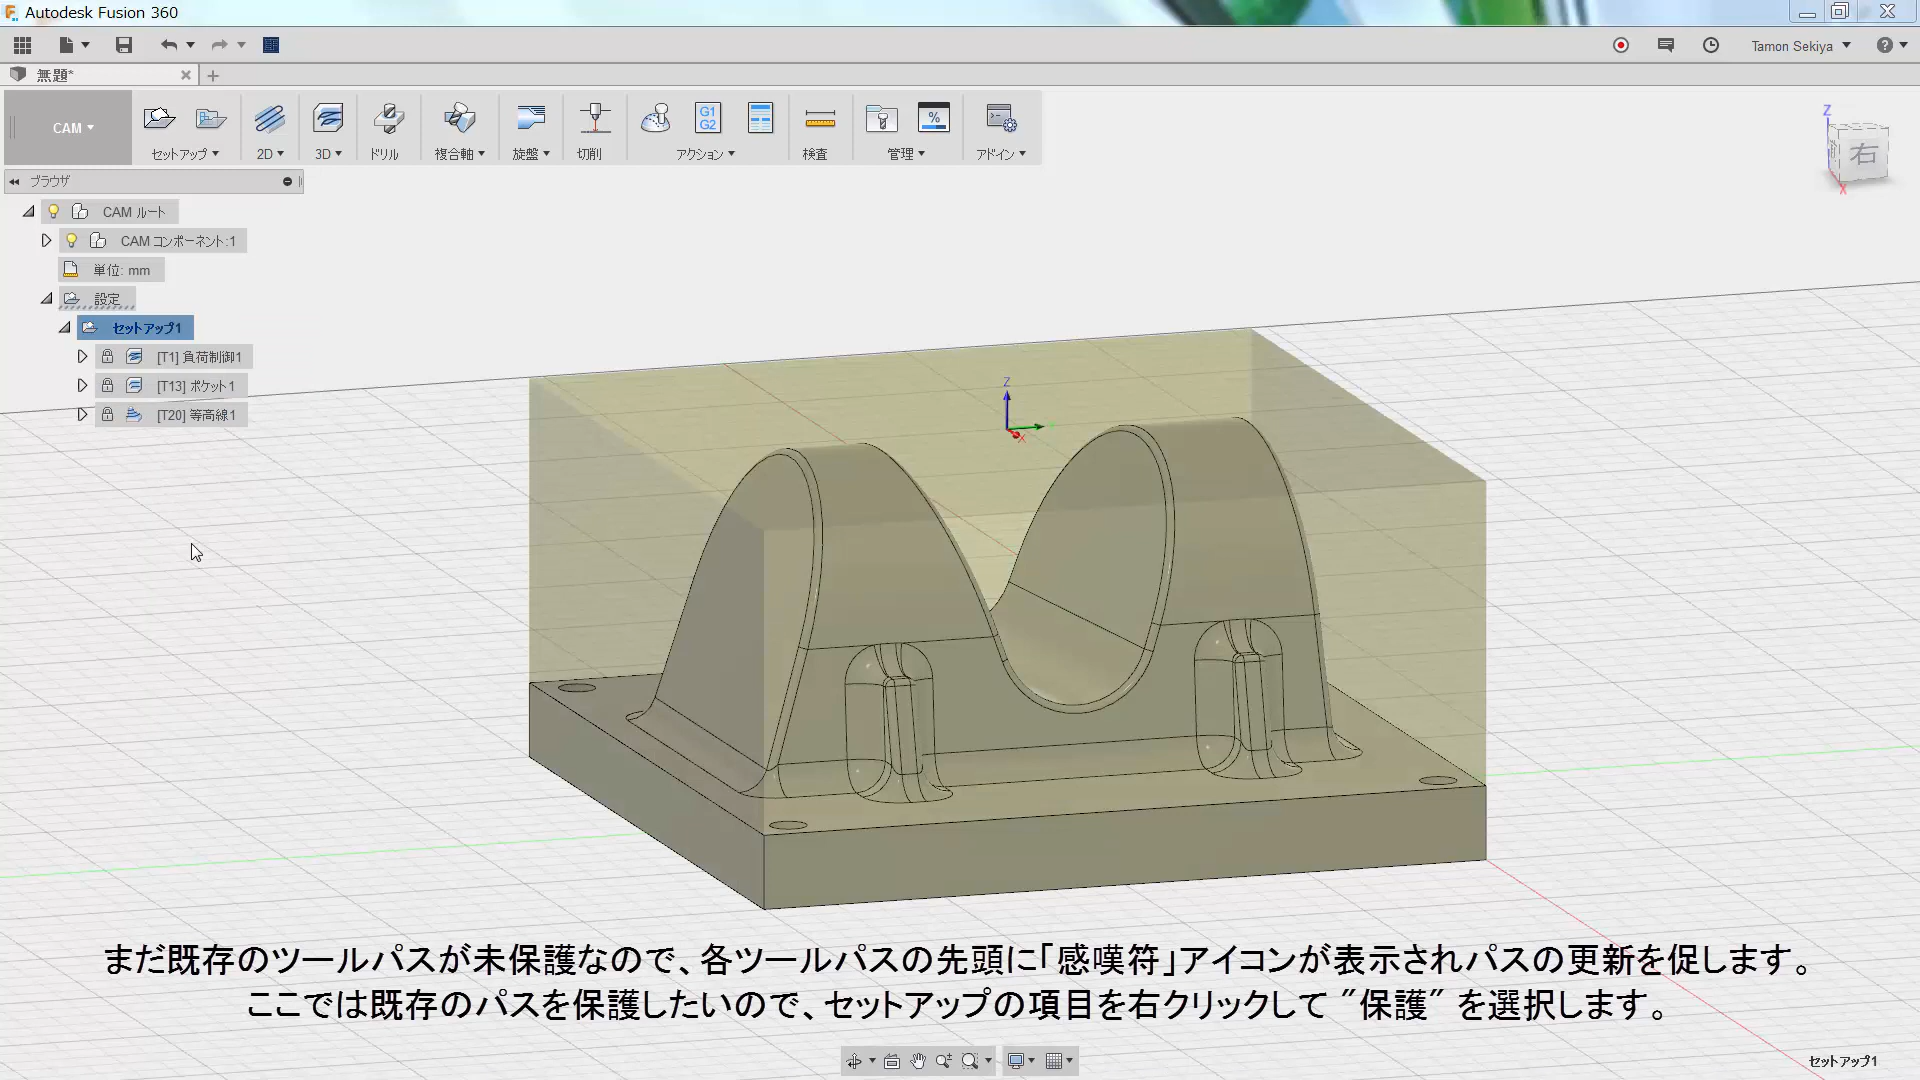 Autodesk Fusion 360
Tamon Sekiya
無題*
CAM
セットアップ
2D
3D
ドリル
複合軸
旋盤
切削
G1
G2
アクション
検査
%
管理
アドイン
Z
右
X
ブラウザ
CAM ルート
CAM コンポーネント:1
単位: mm
設定
セットアップ1
[T1] 負荷制御1
[T13] ポケット1
[T20] 等高線1
Z
X
まだ既存のツールパスが未保護なので、各ツールパスの先頭に「感嘆符」アイコンが表示されパスの更新を促します。
ここでは既存のパスを保護したいので、セットアップの項目を右クリックして ″保護″ を選択します。
セットアップ1